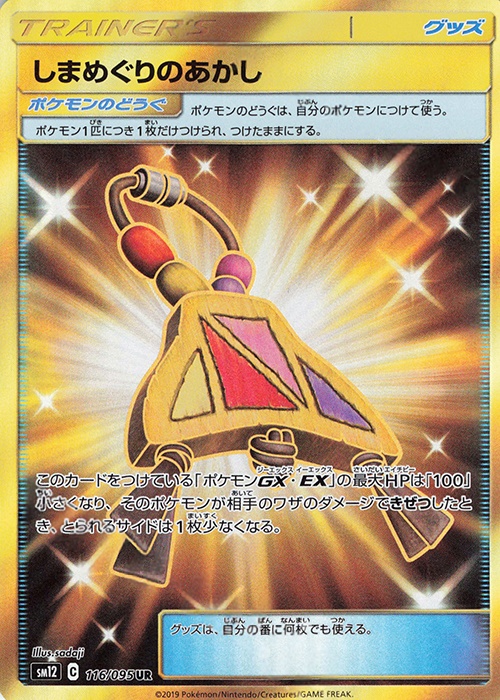 TRAINER'S
グッズ
しまめぐりのあかし
ポケモンのどうぐ
ポケモンのどうぐは、自分のポケモンにつけて使う。
ポケモン1匹につき1枚だけつけられ、つけたままにする。
このカードをつけている「ポケモンGX・EX」の最大HPは「100」
小さくなり、そのポケモンが相手のワザのダメージできぜつしたと
き、とられるサイドは1枚少なくなる。
グッズは、自分の番に何枚でも使える。
Illus.sadaji
sm12 C 116/095 UR
©2019 Pokémon/Nintendo/Creatures/GAME FREAK.